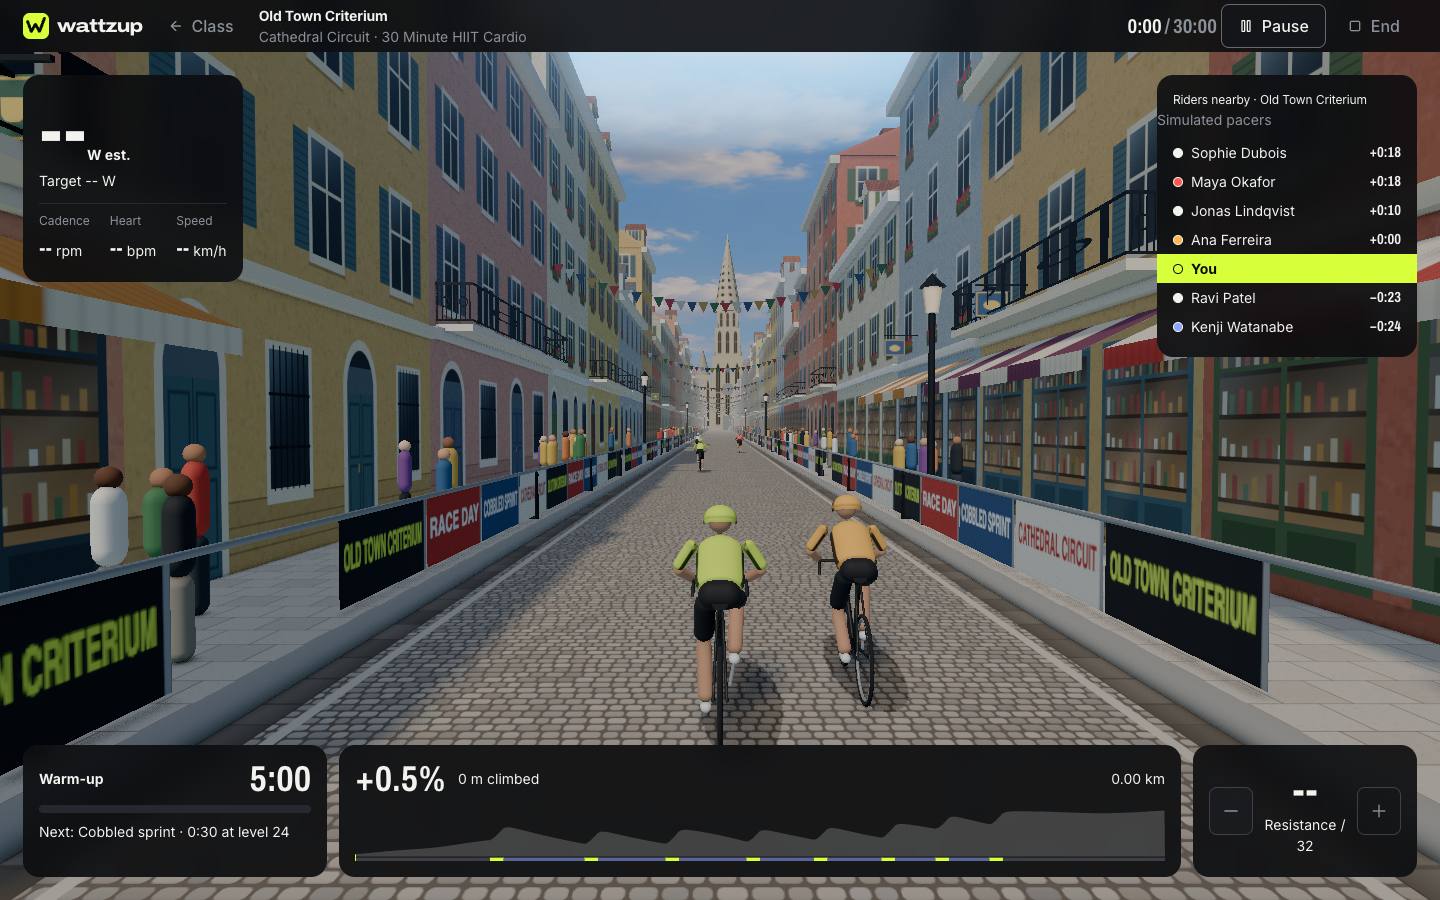 wattzup
Class
Old Town Criterium
Cathedral Circuit · 30 Minute HIIT Cardio
0:00 / 30:00
Pause
End
--
W est.
Target -- W
Cadence Heart Speed
-- rpm -- bpm -- km/h
Riders nearby · Old Town Criterium
Simulated pacers
Sophie Dubois +0:18
Maya Okafor +0:18
Jonas Lindqvist +0:10
Ana Ferreira +0:00
You
Ravi Patel −0:23
Kenji Watanabe −0:24
OLD TOWN CRITERIUM
RACE DAY
COBBLED SPRINT
RACE DAY
COBBLED SPRINT
CATHEDRAL CIRCUIT
OLD TOWN CRITERIUM
N CRITERIUM
Warm-up 5:00
Next: Cobbled sprint · 0:30 at level 24
+0.5% 0 m climbed 0.00 km
--
Resistance /
32